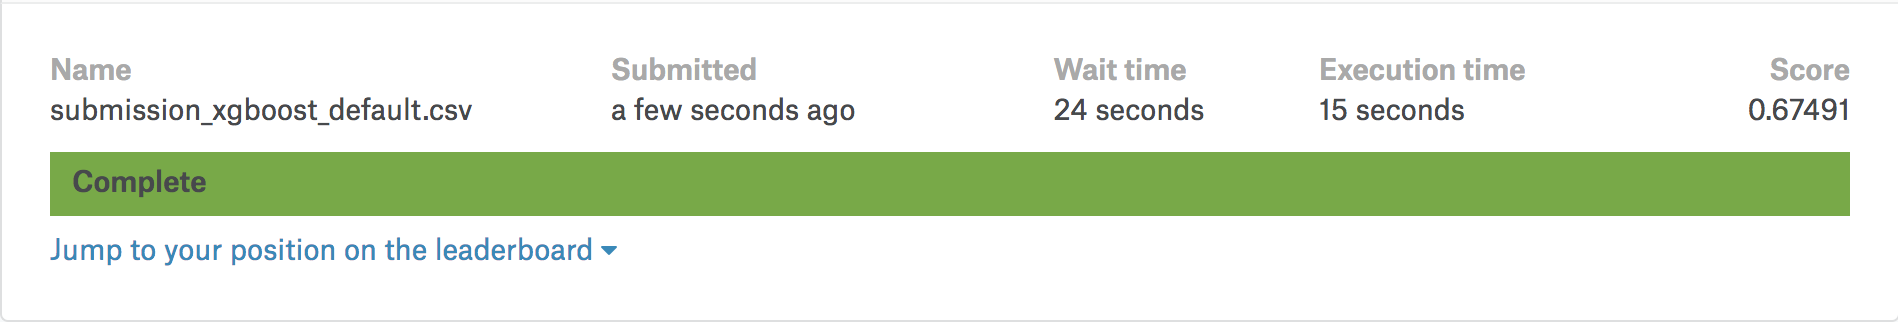 Name Submitted Wait time Execution time Score
submission_xgboost_default.csv a few seconds ago 24 seconds 15 seconds 0.67491
Complete
Jump to your position on the leaderboard